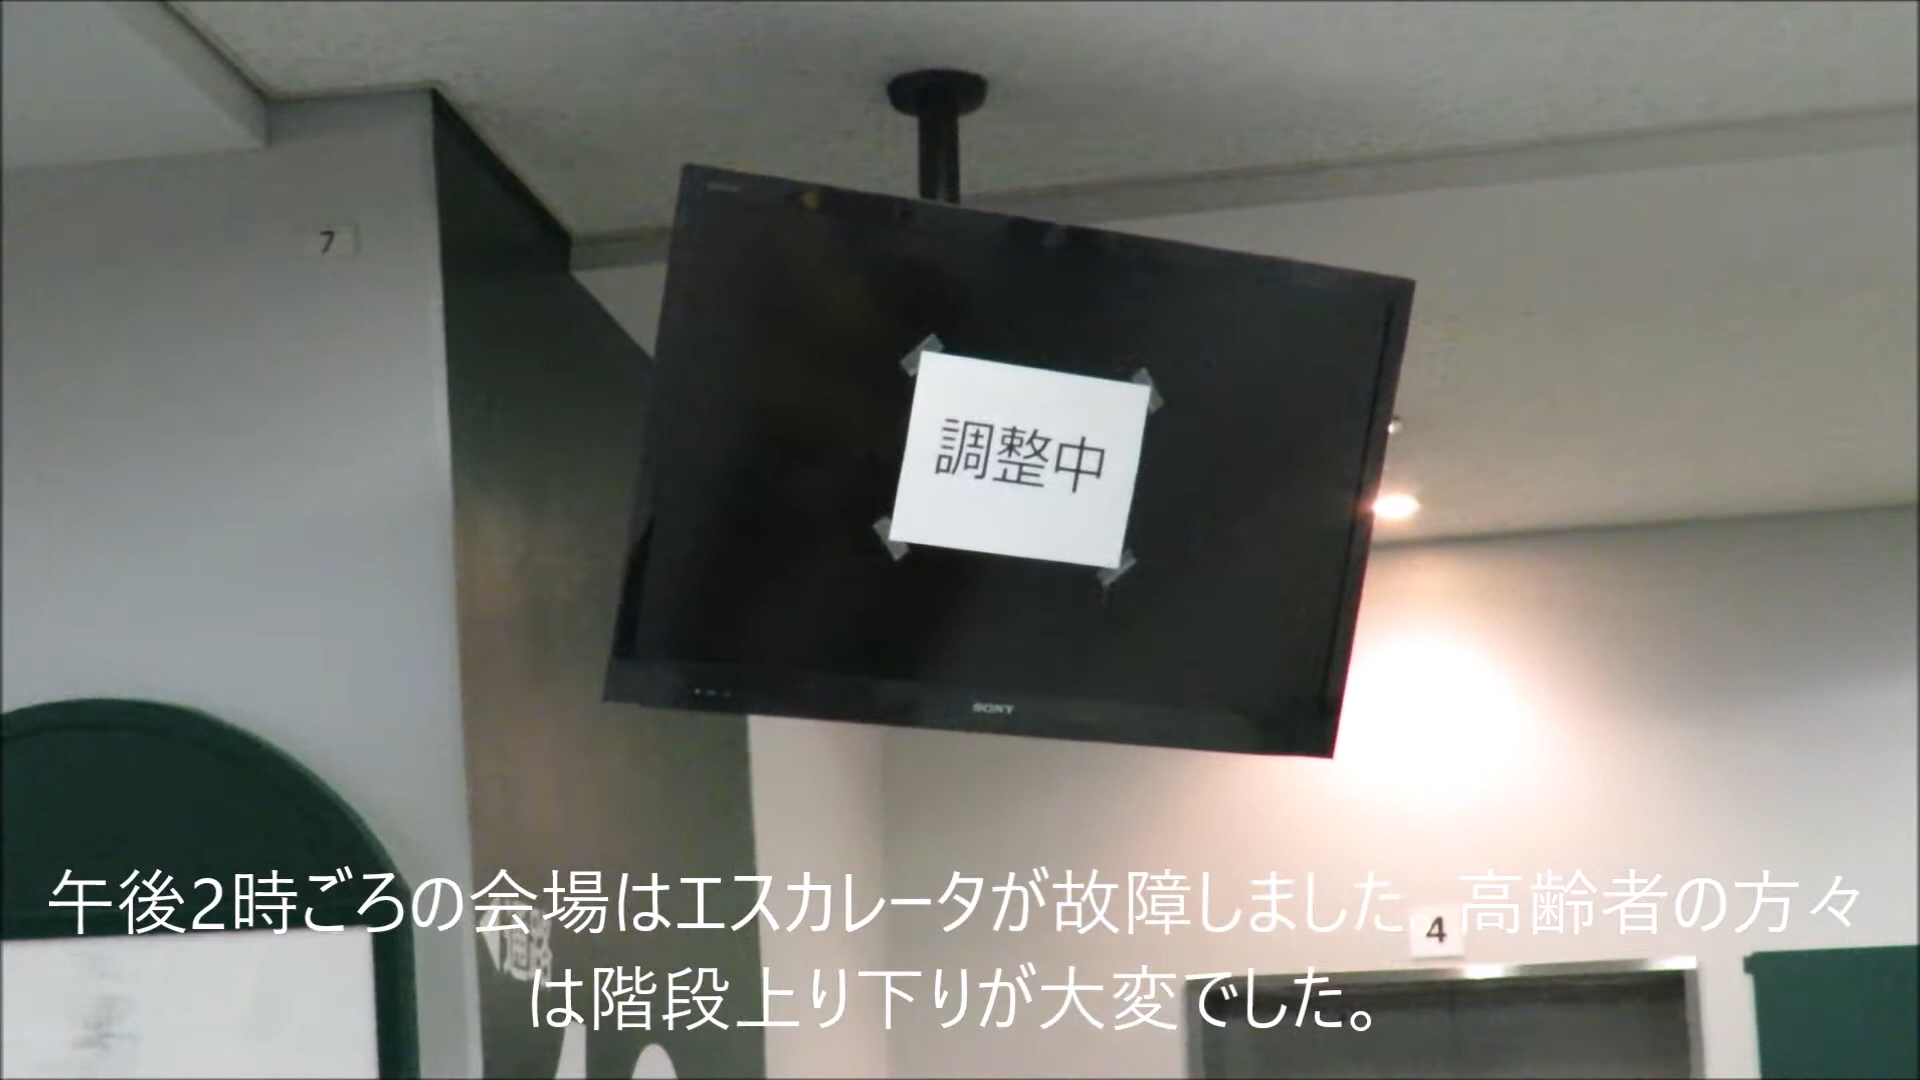 7
調整中
SONY
4
午後2時ごろの会場はエスカレータが故障しました。高齢者の方々
は階段上り下りが大変でした。